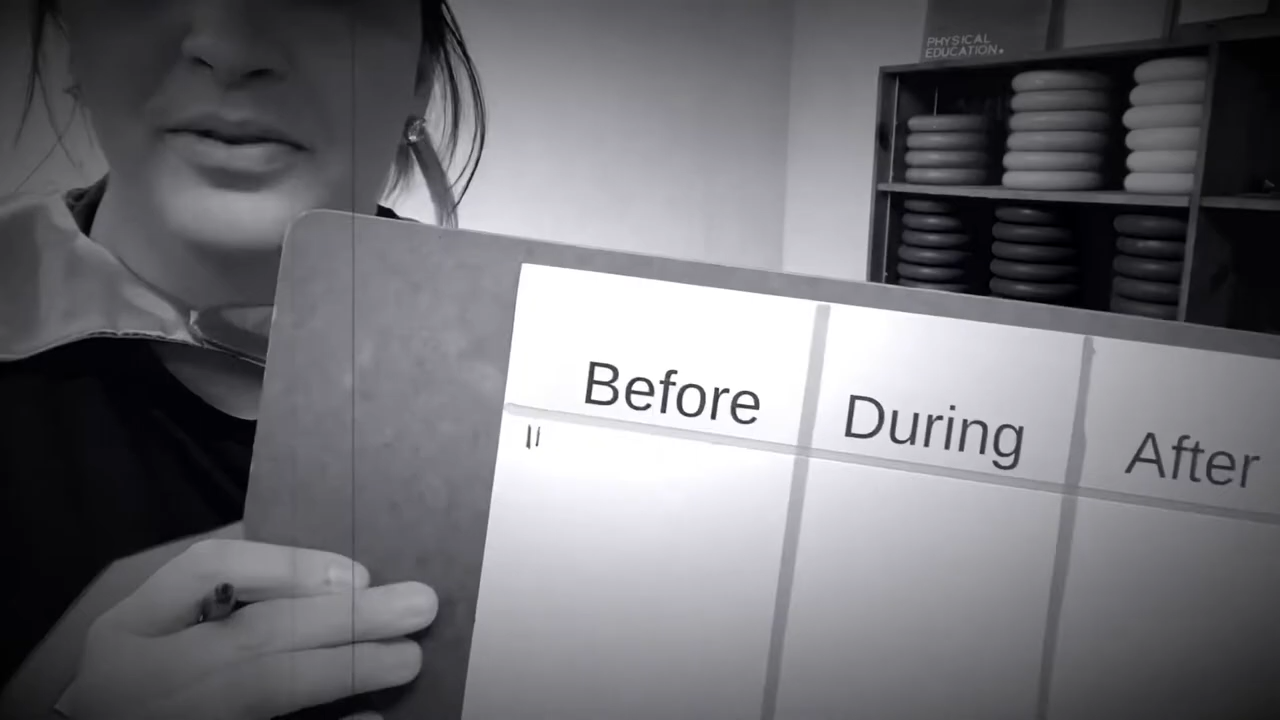 PHYSICAL
EDUCATION.
Before During After
||